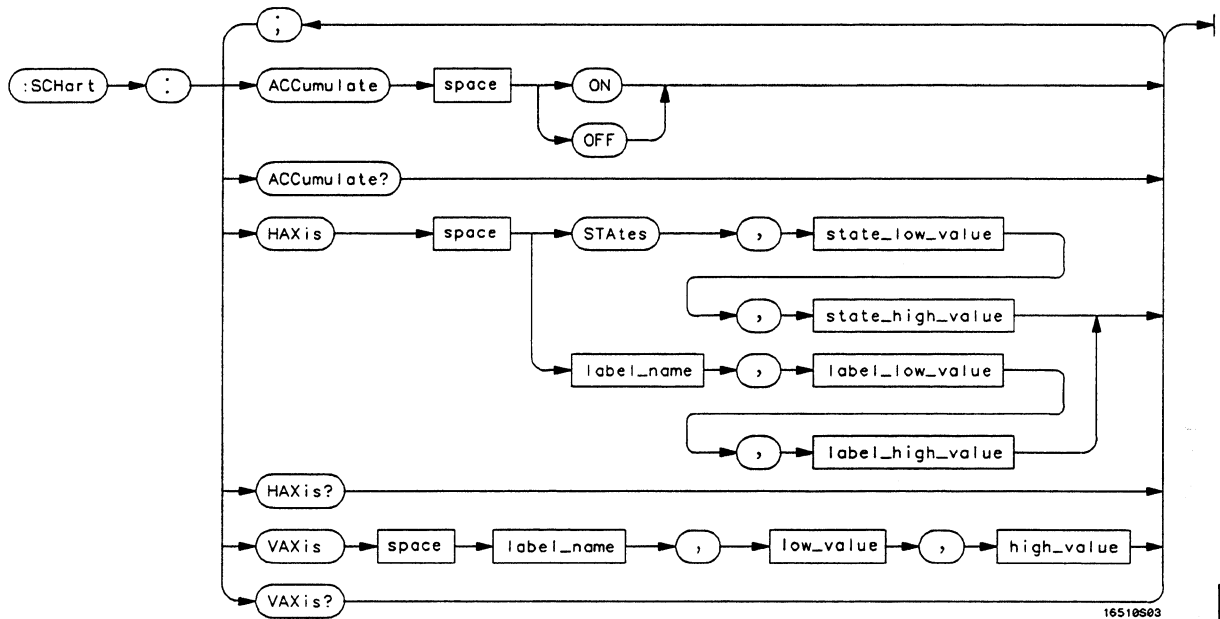 ;
:SCHart : ACCumulate space ON
OFF
ACCumulate?
HAXis space STAtes , state_low_value
, state_high_value
label_name , label_low_value
, label_high_value
HAXis?
VAXis space label_name , low_value , high_value
VAXis?
16510S03